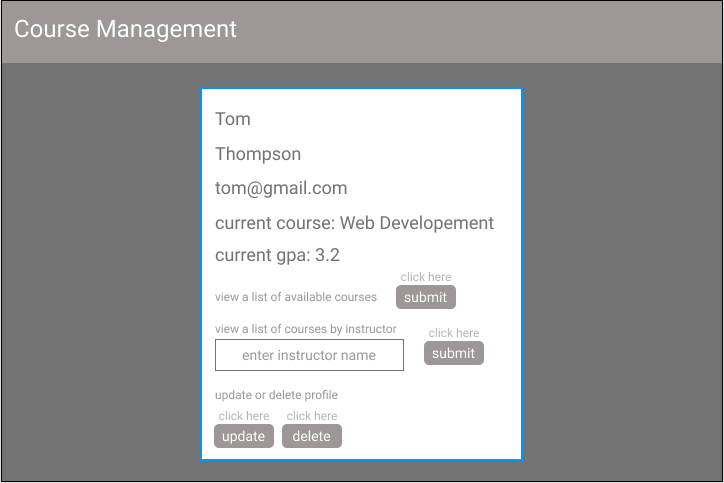 Course Management
Tom
Thompson
tom@gmail.com
current course: Web Developement
current gpa: 3.2
click here
view a list of available courses submit
view a list of courses by instructor click here
enter instructor name submit
update or delete profile
click here click here
update delete